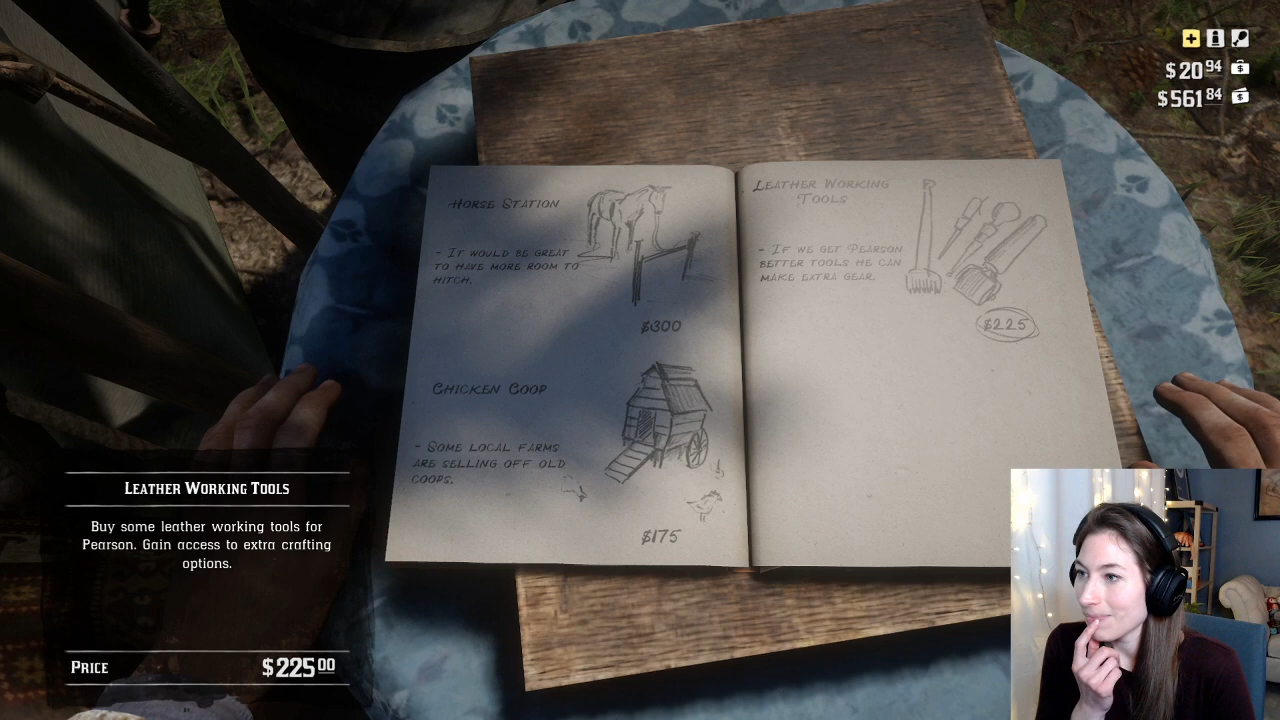 $20 94
$561 84
HORSE STATION
- IT WOULD BE GREAT
TO HAVE MORE ROOM TO
HITCH.
$300
CHICKEN COOP
- SOME LOCAL FARMS
ARE SELLING OFF OLD
COOPS.
$175
LEATHER WORKING
TOOLS
- IF WE GET PEARSON
BETTER TOOLS HE CAN
MAKE EXTRA GEAR.
$225
LEATHER WORKING TOOLS
Buy some leather working tools for
Pearson. Gain access to extra crafting
options.
PRICE $225 00